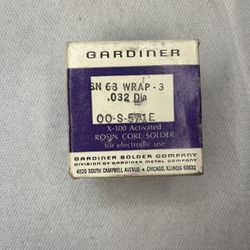 GARDINER
SN 63 WRAP - 3
.032 Dia
QQ-S-571E
X-100 Activated
ROSIN CORE SOLDER
for electronic use
GARDINER SOLDER COMPANY
DIVISION OF GARDINER METAL COMPANY
4820 SOUTH CAMPBELL AVENUE • CHICAGO, ILLINOIS 60632